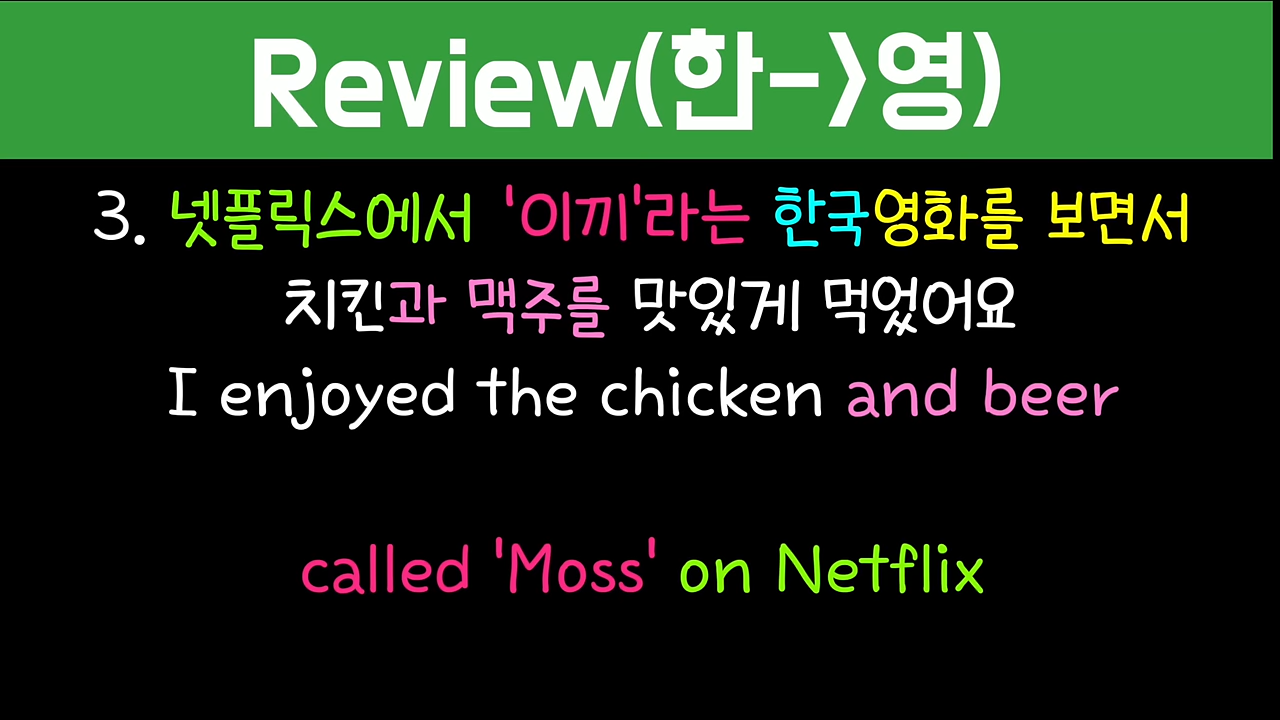 Review(한->영)
3. 넷플릭스에서 '이끼'라는 한국영화를 보면서
치킨과 맥주를 맛있게 먹었어요
I enjoyed the chicken and beer
called 'Moss' on Netflix